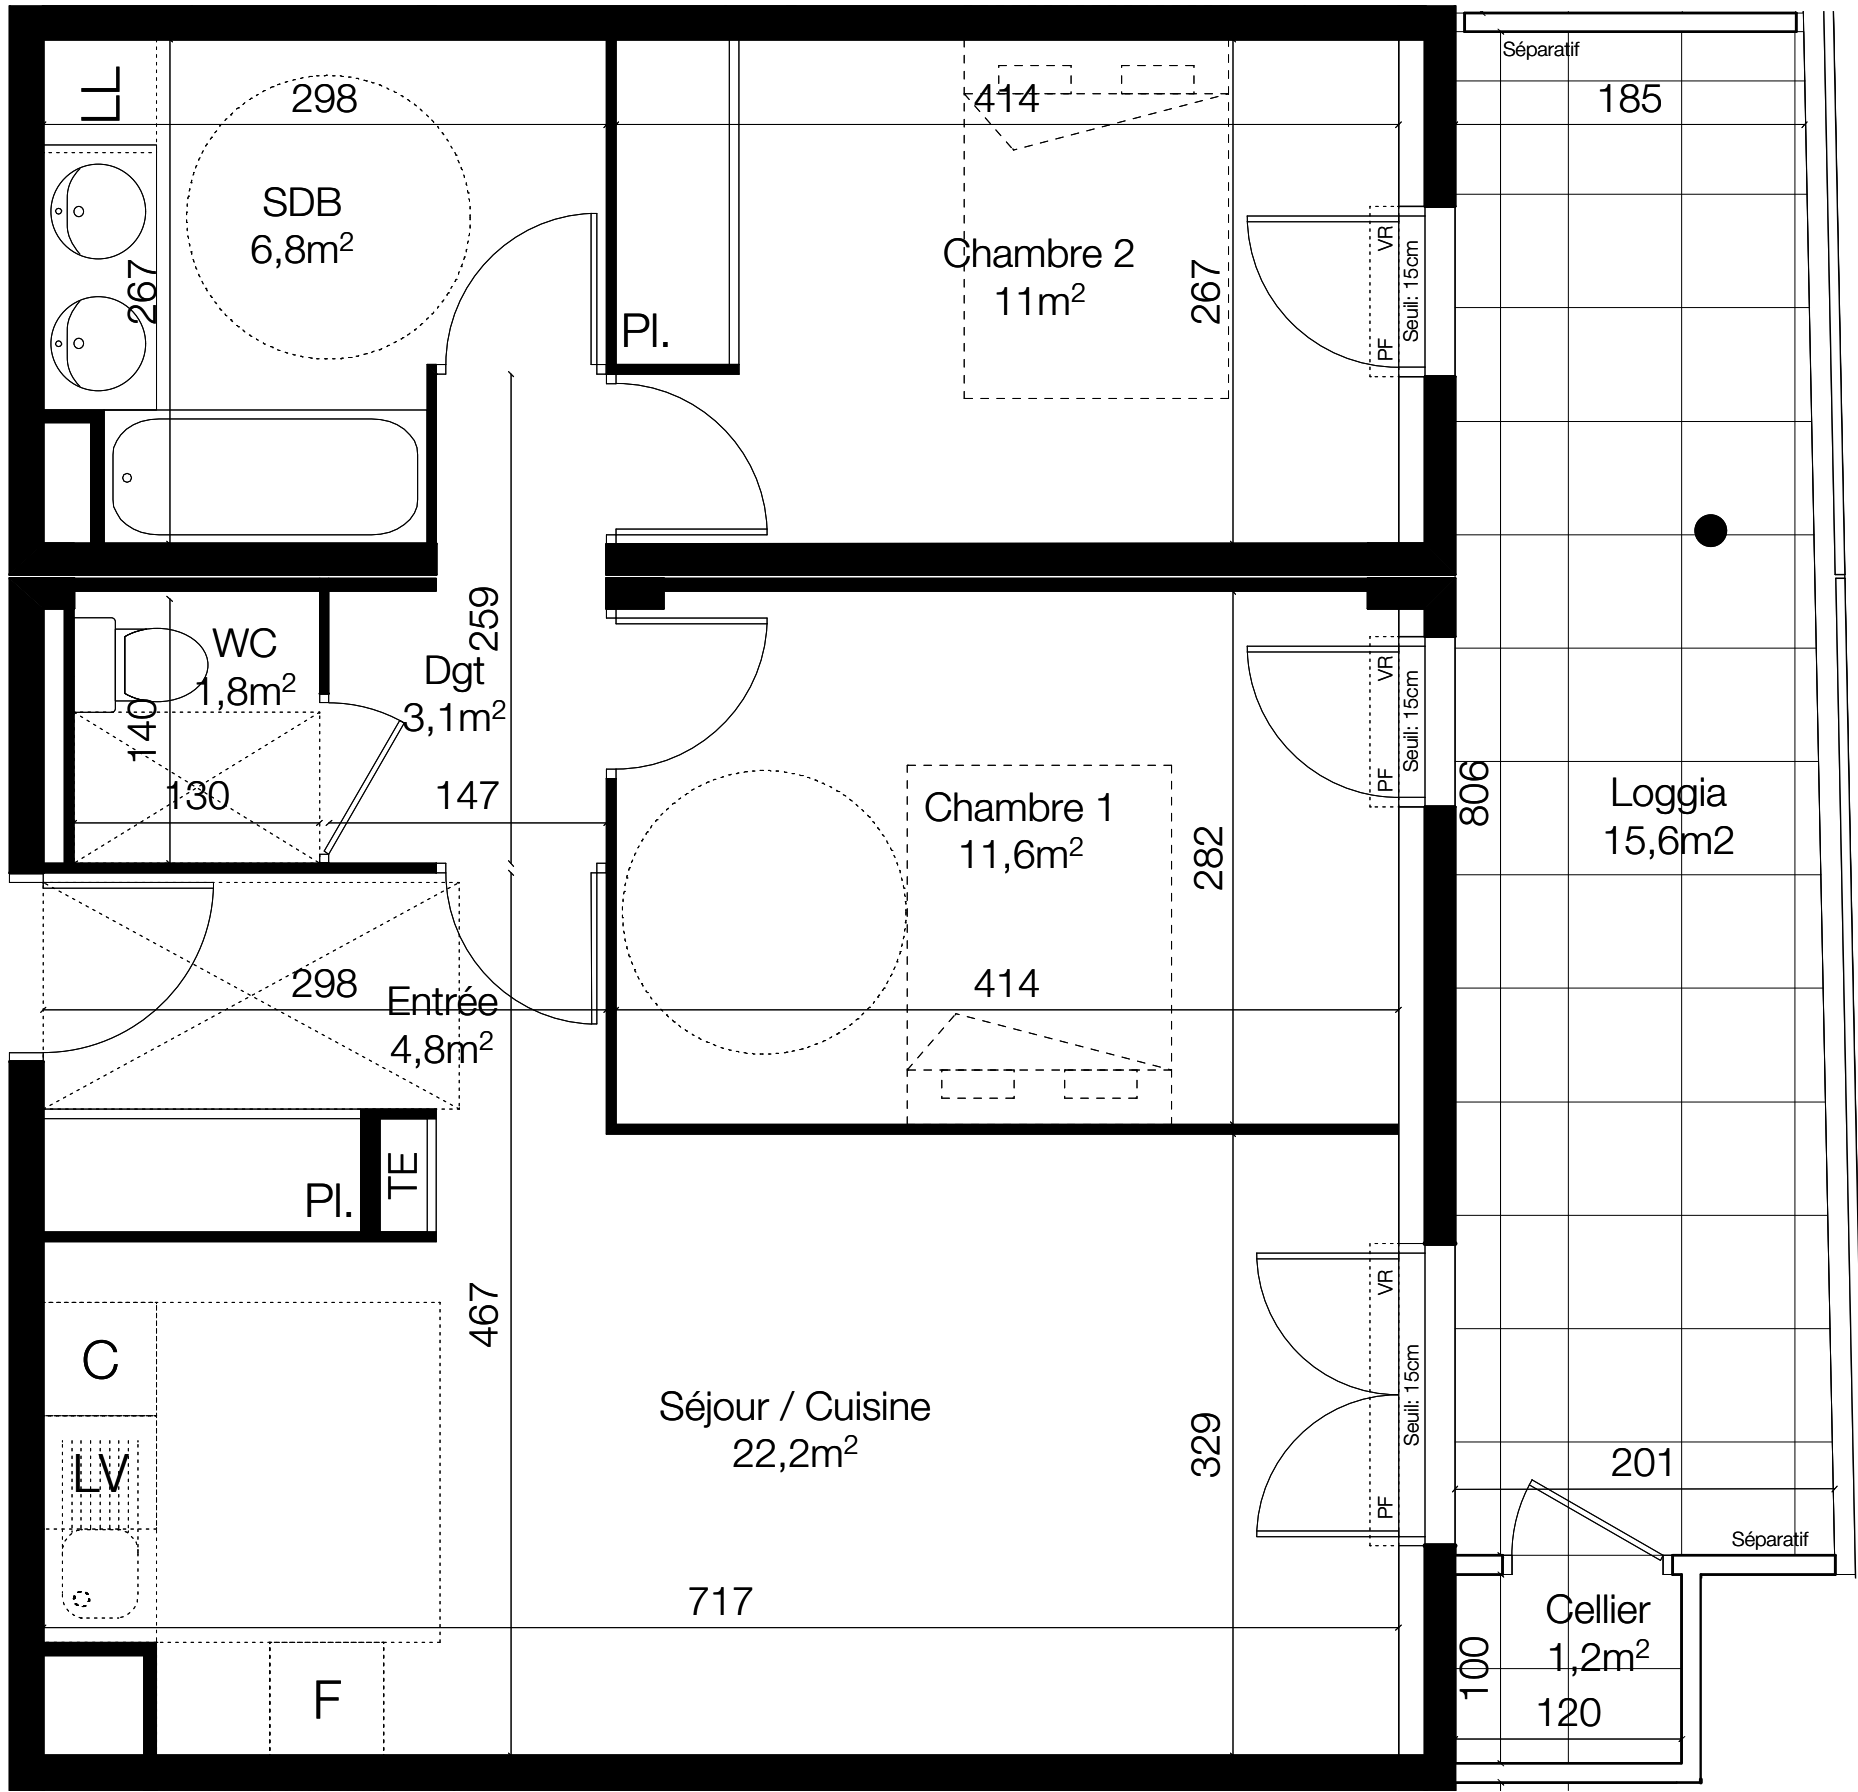 Séparatif
LL
298
414
185
SDB
6,8m²
267
Chambre 2
11m²
267
VR
Seuil: 15cm
PF
Pl.
WC
1,8m²
259
Dgt
3,1m²
140
130
147
VR
Seuil: 15cm
PF
Chambre 1
11,6m²
282
806
Loggia
15,6m2
298
Entrée
4,8m²
414
Pl.
TE
467
C
LV
Séjour / Cuisine
22,2m²
329
VR
Seuil: 15cm
PF
201
Séparatif
717
F
Cellier
1,2m²
100
120